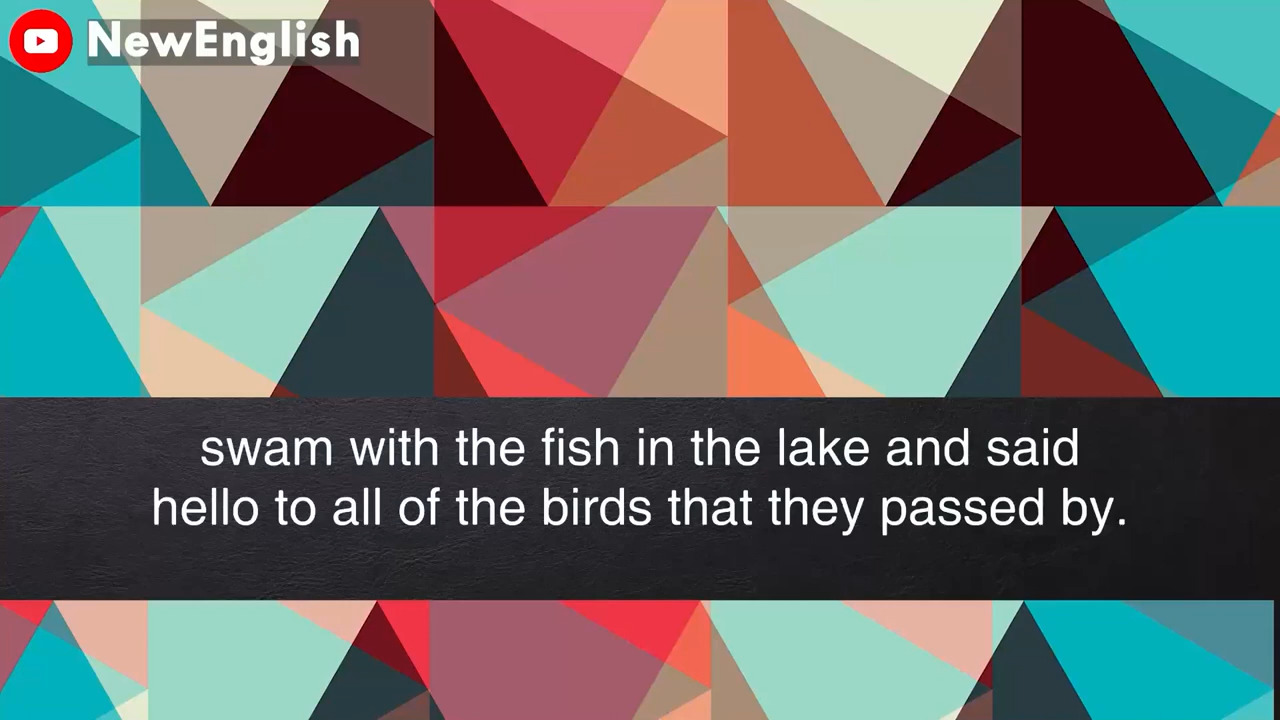 NewEnglish
swam with the fish in the lake and said
hello to all of the birds that they passed by.